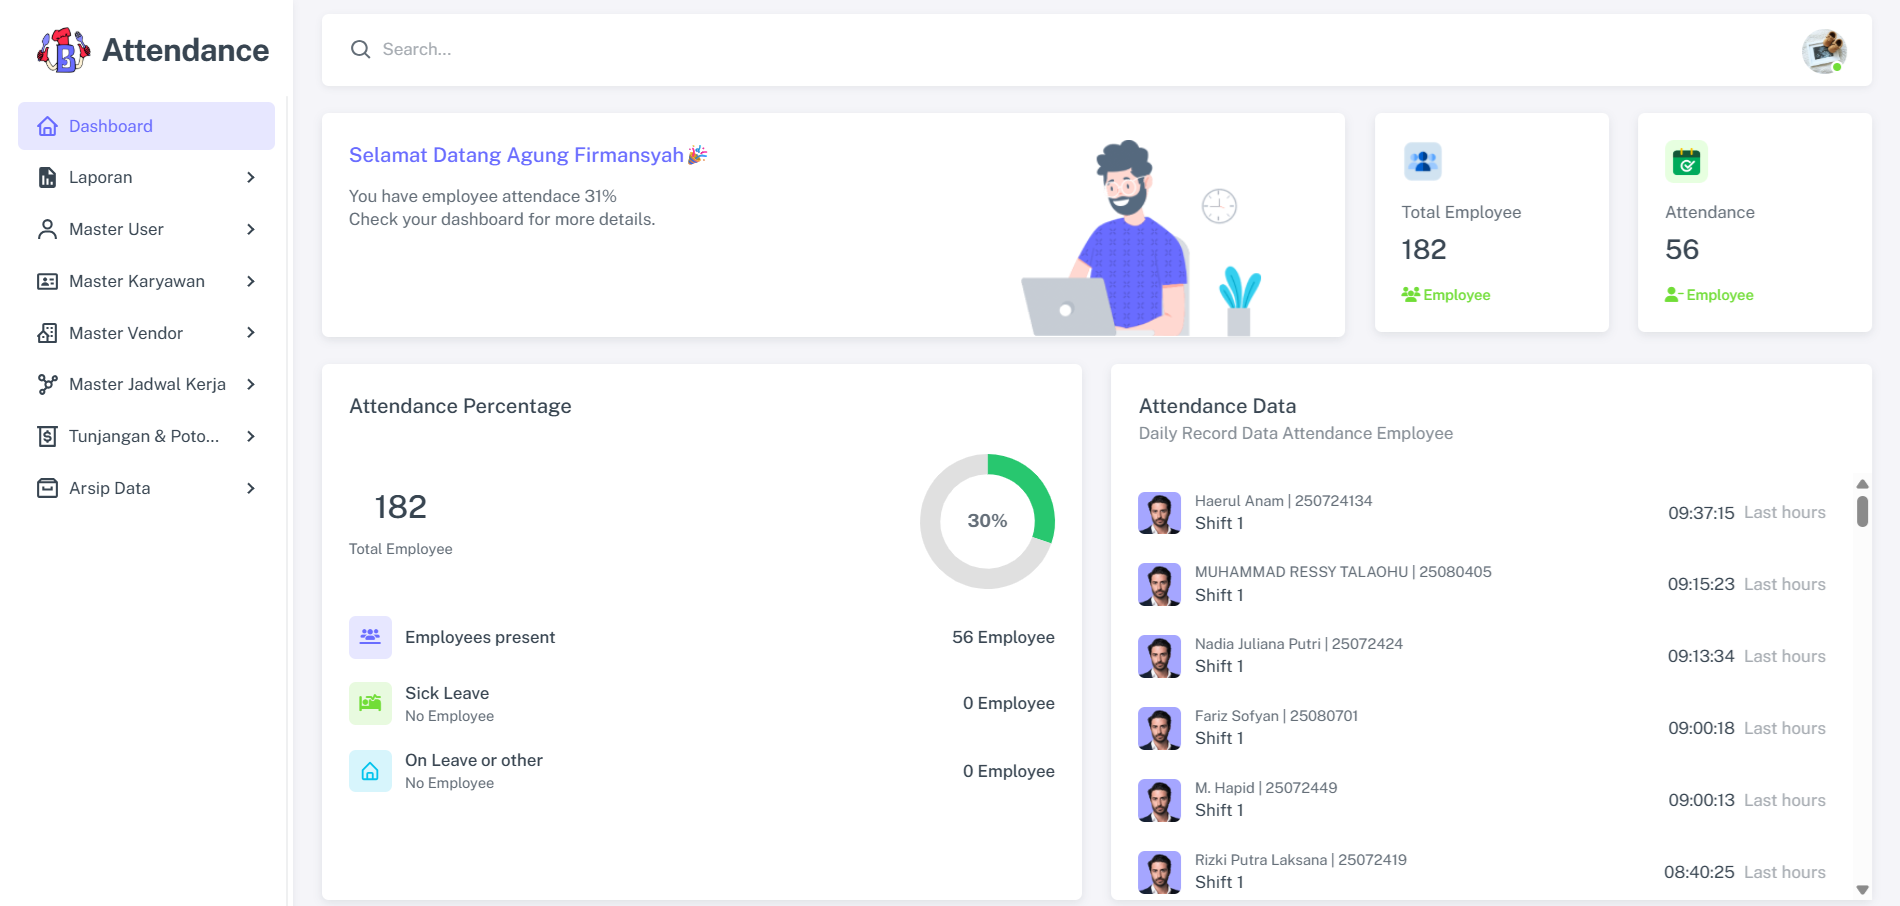 Attendance
Search...
Dashboard
Laporan
Master User
Master Karyawan
Master Vendor
Master Jadwal Kerja
Tunjangan & Poto...
Arsip Data
Selamat Datang Agung Firmansyah🎉
You have employee attendace 31%
Check your dashboard for more details.
Total Employee
182
Employee
Attendance
56
Employee
Attendance Percentage
182
Total Employee
30%
Employees present
56 Employee
Sick Leave
No Employee
0 Employee
On Leave or other
No Employee
0 Employee
Attendance Data
Daily Record Data Attendance Employee
Haerul Anam | 250724134
Shift 1
09:37:15 Last hours
MUHAMMAD RESSY TALAOHU | 25080405
Shift 1
09:15:23 Last hours
Nadia Juliana Putri | 25072424
Shift 1
09:13:34 Last hours
Fariz Sofyan | 25080701
Shift 1
09:00:18 Last hours
M. Hapid | 25072449
Shift 1
09:00:13 Last hours
Rizki Putra Laksana | 25072419
Shift 1
08:40:25 Last hours